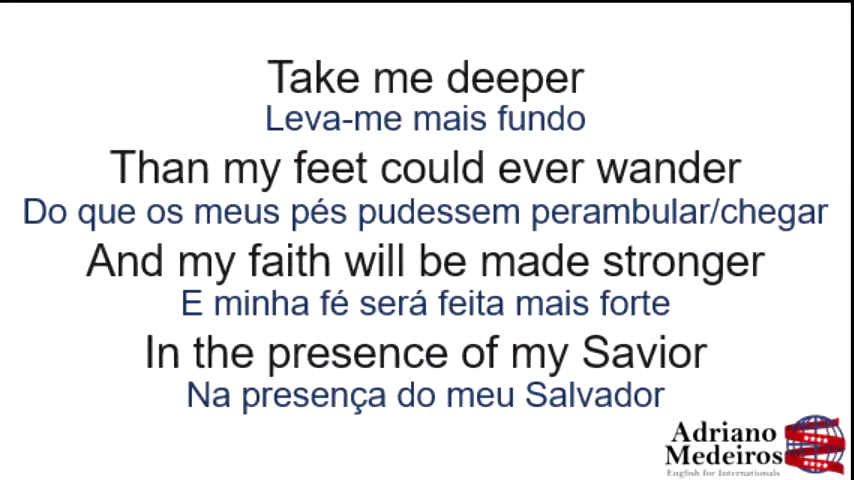 Take me deeper
Leva-me mais fundo
Than my feet could ever wander
Do que os meus pés pudessem perambular/chegar
And my faith will be made stronger
E minha fé será feita mais forte
In the presence of my Savior
Na presença do meu Salvador
Adriano
Medeiros
English for Internationals